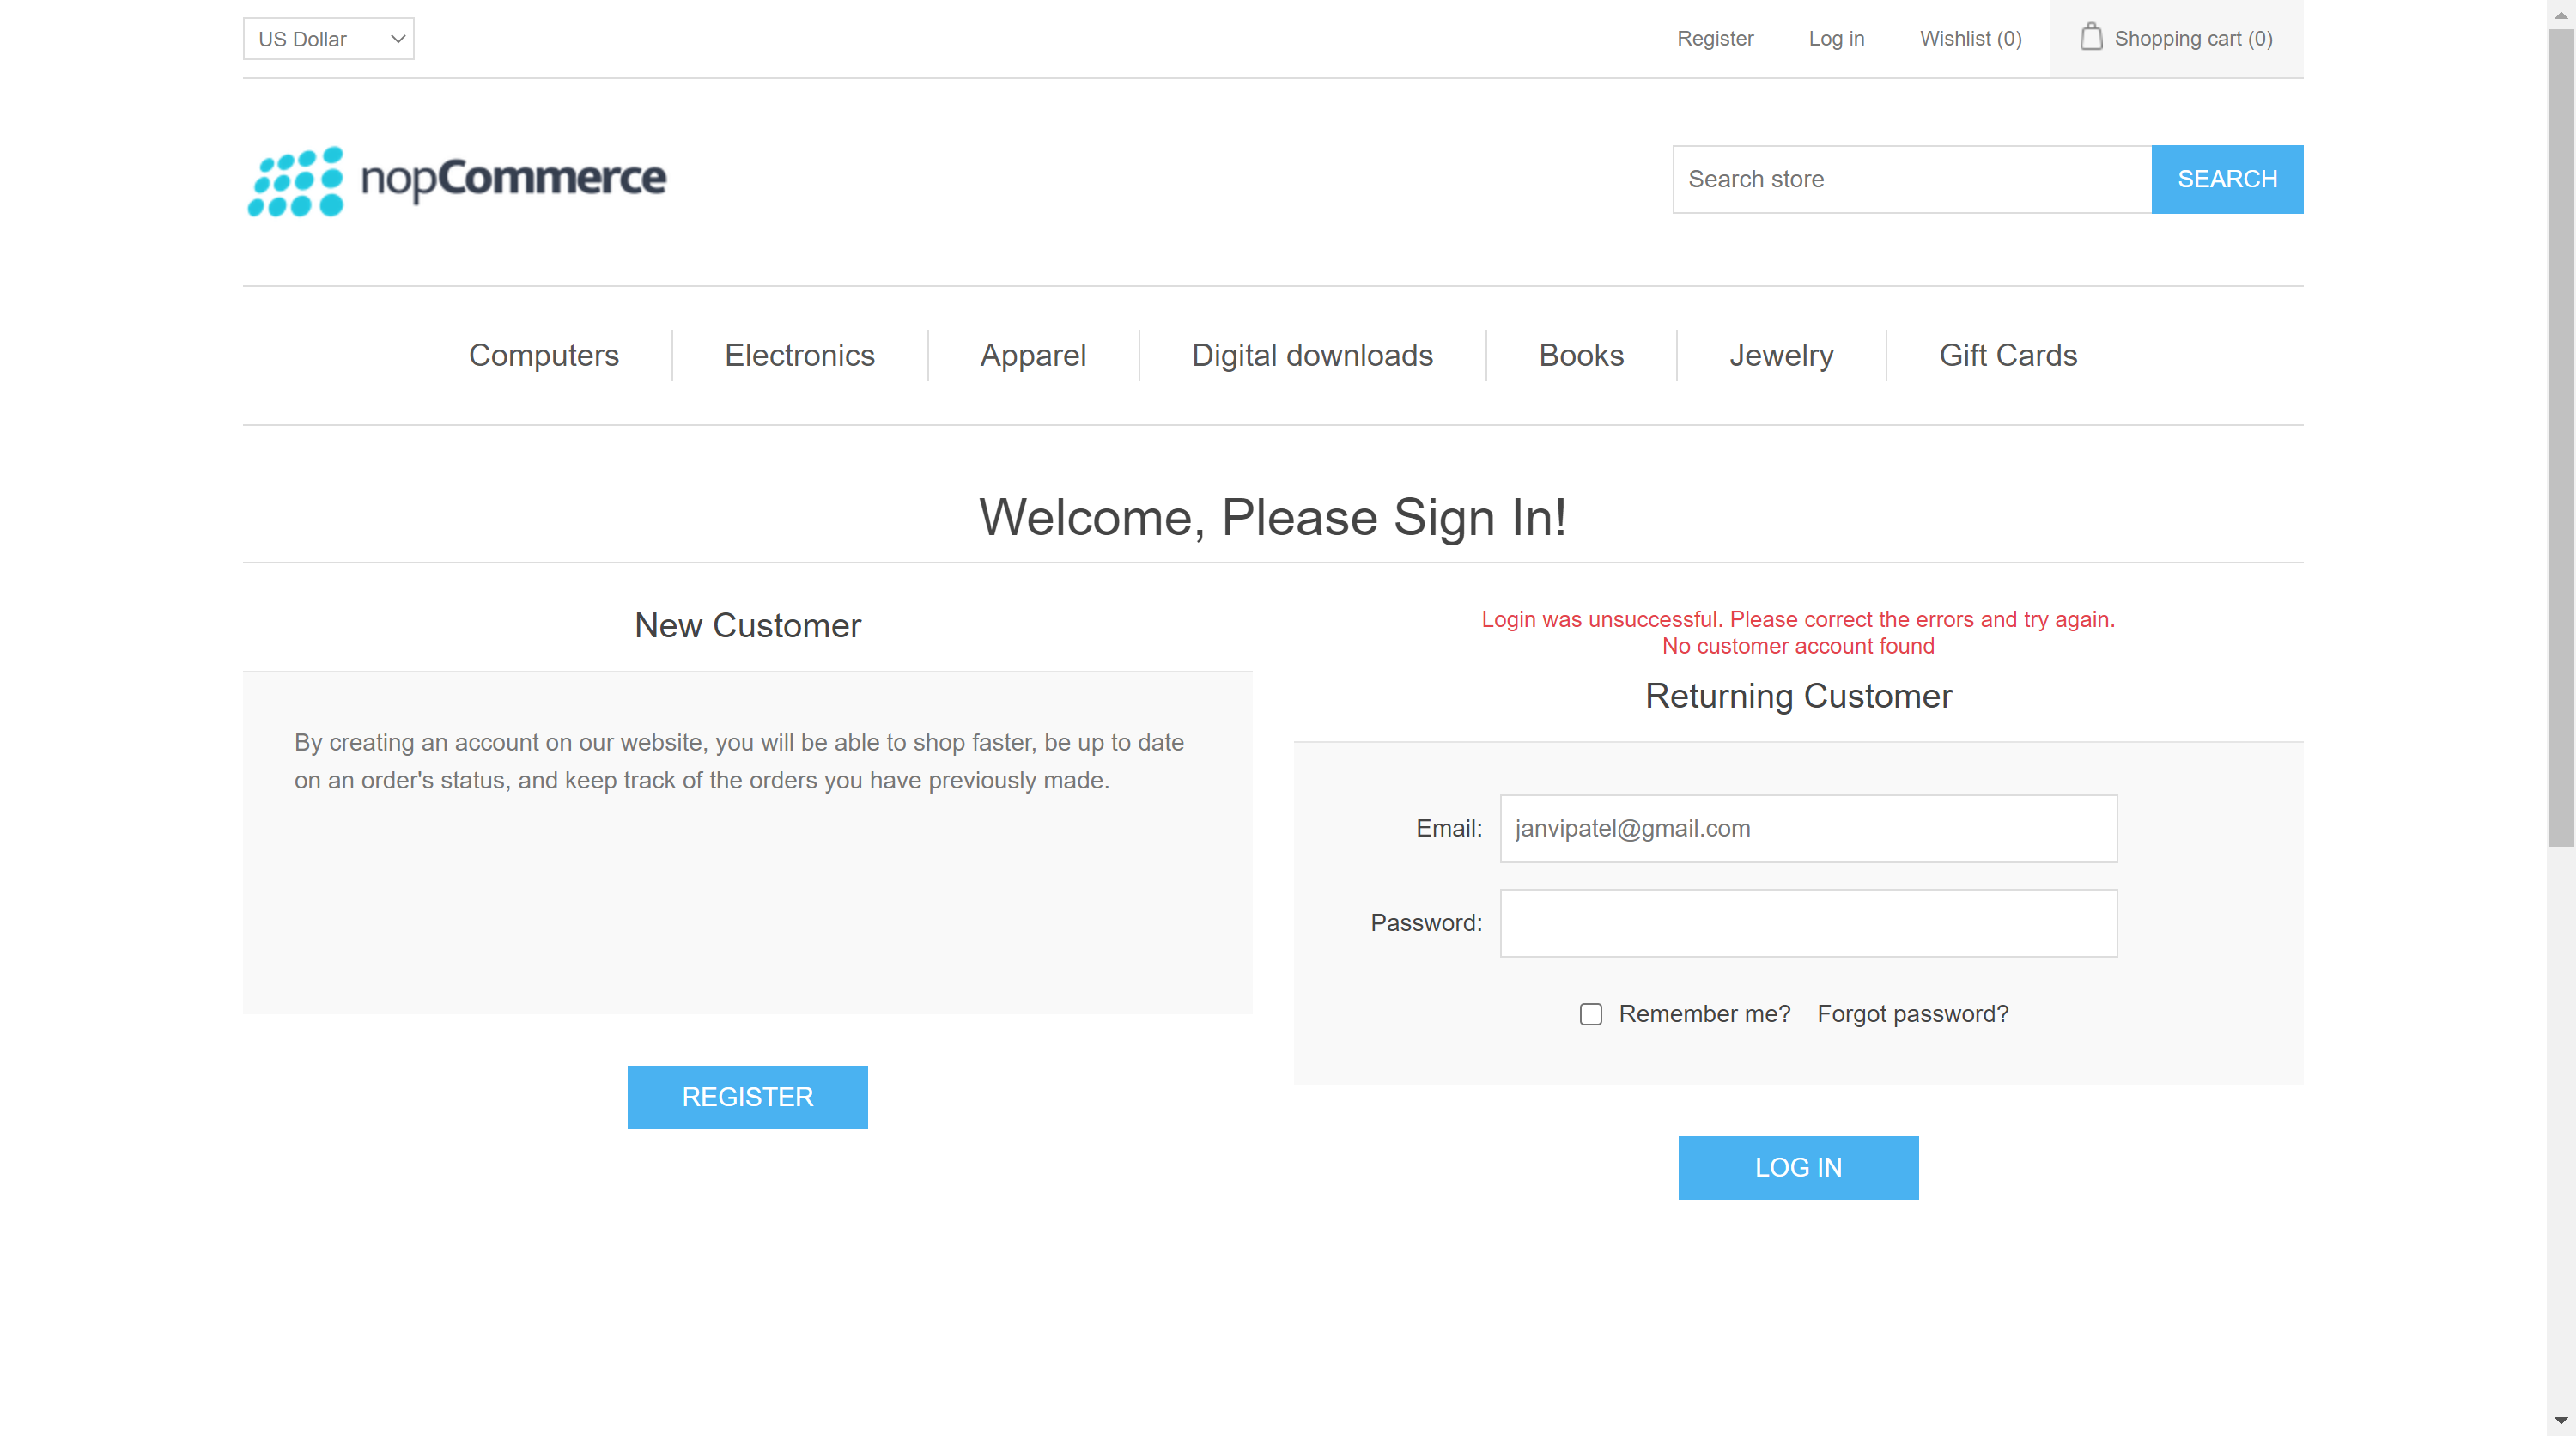 US Dollar
Register
Log in
Wishlist (0)
Shopping cart (0)
nopCommerce
Search store
SEARCH
Computers
Electronics
Apparel
Digital downloads
Books
Jewelry
Gift Cards
Welcome, Please Sign In!
New Customer
By creating an account on our website, you will be able to shop faster, be up to date
on an order's status, and keep track of the orders you have previously made.
REGISTER
Login was unsuccessful. Please correct the errors and try again.
No customer account found
Returning Customer
Email:
janvipatel@gmail.com
Password:
Remember me?
Forgot password?
LOG IN